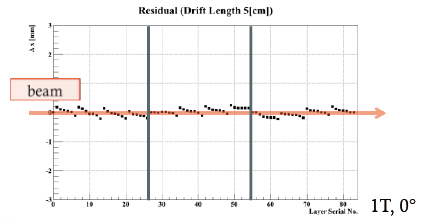 Residual (Drift Length 5[cm])
Δ x [mm]
3
2
1
beam
0
-1
-2
-3
0 10 20 30 40 50 60 70 80
Layer Serial No.
1T, 0°